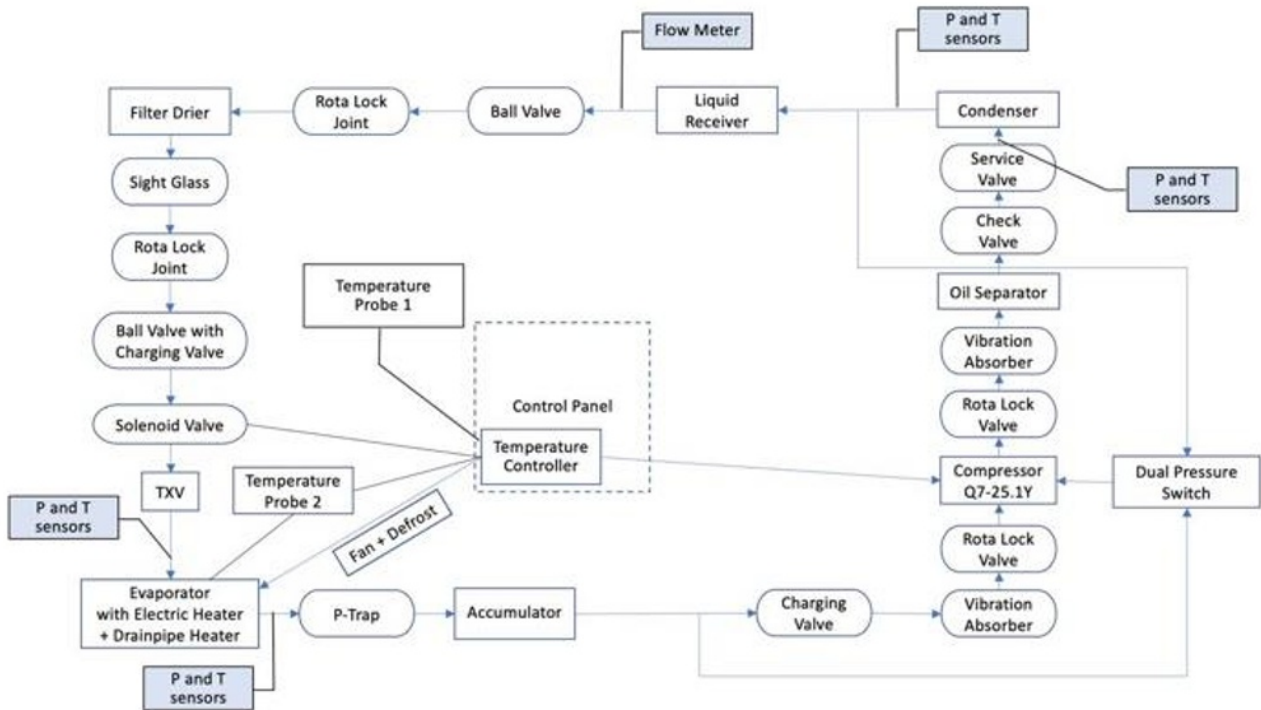 Flow Meter
P and T
sensors
Filter Drier
Rota Lock
Joint
Ball Valve
Liquid
Receiver
Condenser
Sight Glass
Service
Valve
P and T
sensors
Check
Valve
Rota Lock
Joint
Temperature
Probe 1
Oil Separator
Ball Valve with
Charging Valve
Vibration
Absorber
Control Panel
Rota Lock
Valve
Solenoid Valve
Temperature
Controller
Compressor
Q7-25.1Y
Dual Pressure
Switch
TXV
Temperature
Probe 2
P and T
sensors
Fan + Defrost
Rota Lock
Valve
Evaporator
with Electric Heater
+ Drainpipe Heater
P-Trap
Accumulator
Charging
Valve
Vibration
Absorber
P and T
sensors